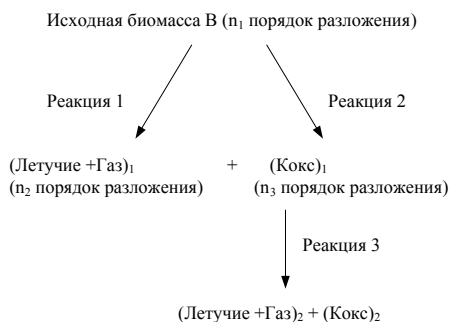 Исходная биомасса B (n₁ порядок разложения)
Реакция 1 Реакция 2
(Летучие +Газ)₁ + (Кокс)₁
(n₂ порядок разложения) (n₃ порядок разложения)
Реакция 3
(Летучие +Газ)₂ + (Кокс)₂